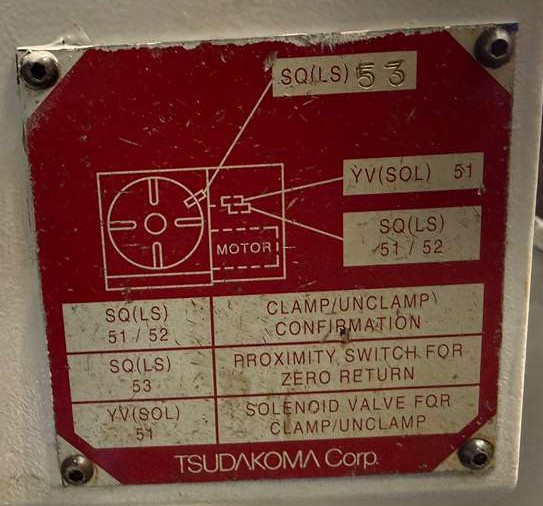 SQ(LS) 53
YV(SOL) 51
SQ(LS)
51 / 52
MOTOR
SQ(LS)
51 / 52
CLAMP/UNCLAMP
CONFIRMATION
SQ(LS)
53
PROXIMITY SWITCH FOR
ZERO RETURN
YV(SOL)
51
SOLENOID VALVE FOR
CLAMP/UNCLAMP
TSUDAKOMA Corp.